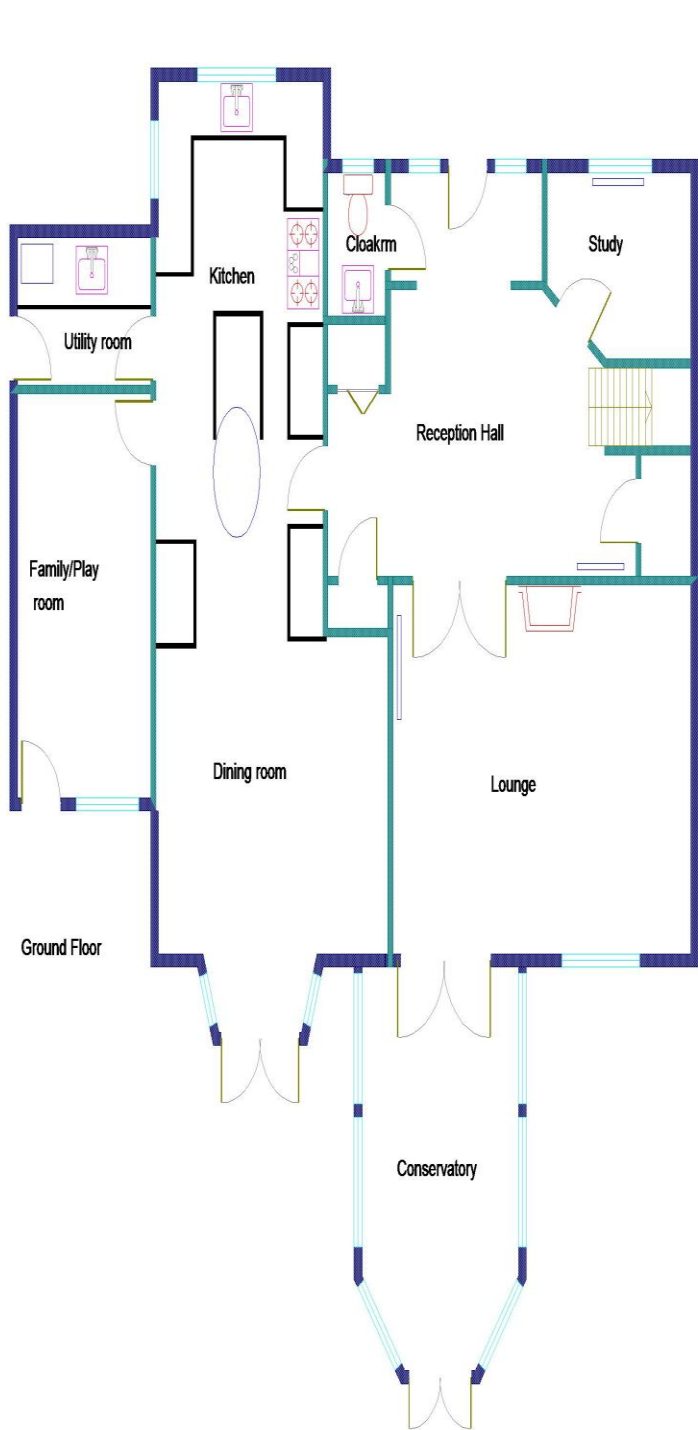 Cloakrm
Study
Kitchen
Utility room
Reception Hall
Family/Play
room
Dining room
Lounge
Ground Floor
Conservatory